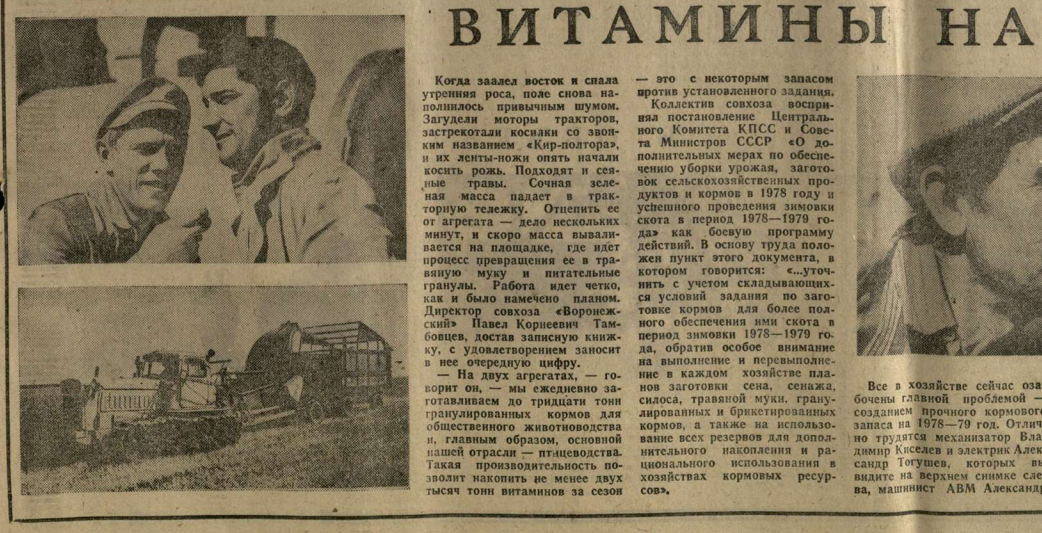 ВИТАМИНЫ НА
Когда заалел восток и спала
утренняя роса, поле снова на-
полнилось привычным шумом.
Загудели моторы тракторов,
застрекотали косилки со звон-
ким названием «Кир-полтора»,
и их ленты-ножи опять начали
косить рожь. Подходят и сея-
ные травы. Сочная зеле-
ная масса падает в трак-
торную тележку. Отцепить ее
от агрегата — дело нескольких
минут, и скоро масса вывали-
вается на площадке, где идет
процесс превращения ее в тра-
вяную муку и питательные
гранулы. Работа идет четко,
как и было намечено планом.
Директор совхоза «Воронеж-
ский» Павел Корнеевич Там-
бовцев, достав записную книж-
ку, с удовлетворением заносит
в нее очередную цифру.
— На двух агрегатах, — го-
ворит он, — мы ежедневно за-
готавливаем до тридцати тонн
гранулированных кормов для
общественного животноводства
и, главным образом, основной
нашей отрасли — птицеводства.
Такая производительность по-
зволит накопить не менее двух
тысяч тонн витаминов за сезон
— это с некоторым запасом
против установленного задания.
Коллектив совхоза воспри-
нял постановление Централь-
ного Комитета КПСС и Сове-
та Министров СССР «О до-
полнительных мерах по обеспе-
чению уборки урожая, загото-
вок сельскохозяйственных про-
дуктов и кормов в 1978 году и
успешного проведения зимовки
скота в период 1978—1979 го-
да» как боевую программу
действий. В основу труда поло-
жен пункт этого документа, в
котором говорится: «...уточ-
нить с учетом складывающих-
ся условий задания по заго-
товке кормов для более пол-
ного обеспечения ими скота в
период зимовки 1978—1979 го-
да, обратив особое внимание
на выполнение и перевыполне-
ние в каждом хозяйстве пла-
нов заготовки сена, сенажа,
силоса, травяной муки, грану-
лированных и брикетированных
кормов, а также на использо-
вание всех резервов для допол-
нительного накопления и ра-
ционального использования в
хозяйствах кормовых ресур-
сов».
Все в хозяйстве сейчас оза
бочены главной проблемой —
созданием прочного кормовог
запаса на 1978—79 год. Отлич
но трудятся механизатор Вла
димир Киселев и электрик Алек
сандр Тогушев, которых вы
видите на верхнем снимке сле
ва, машинист АВМ Александ